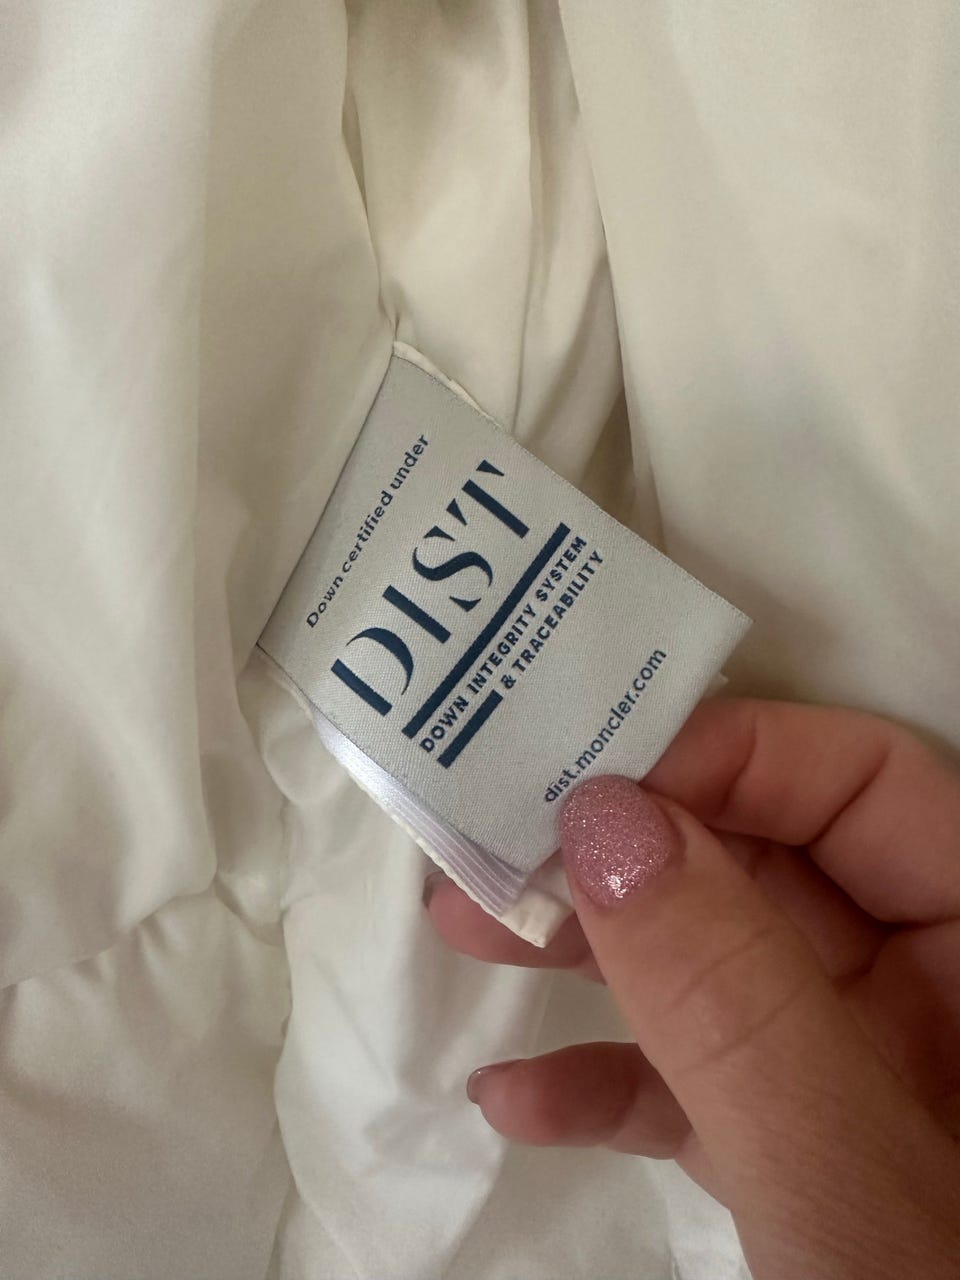 Down certified under
DIST
DOWN INTEGRITY SYSTEM
& TRACEABILITY
dist.moncler.com